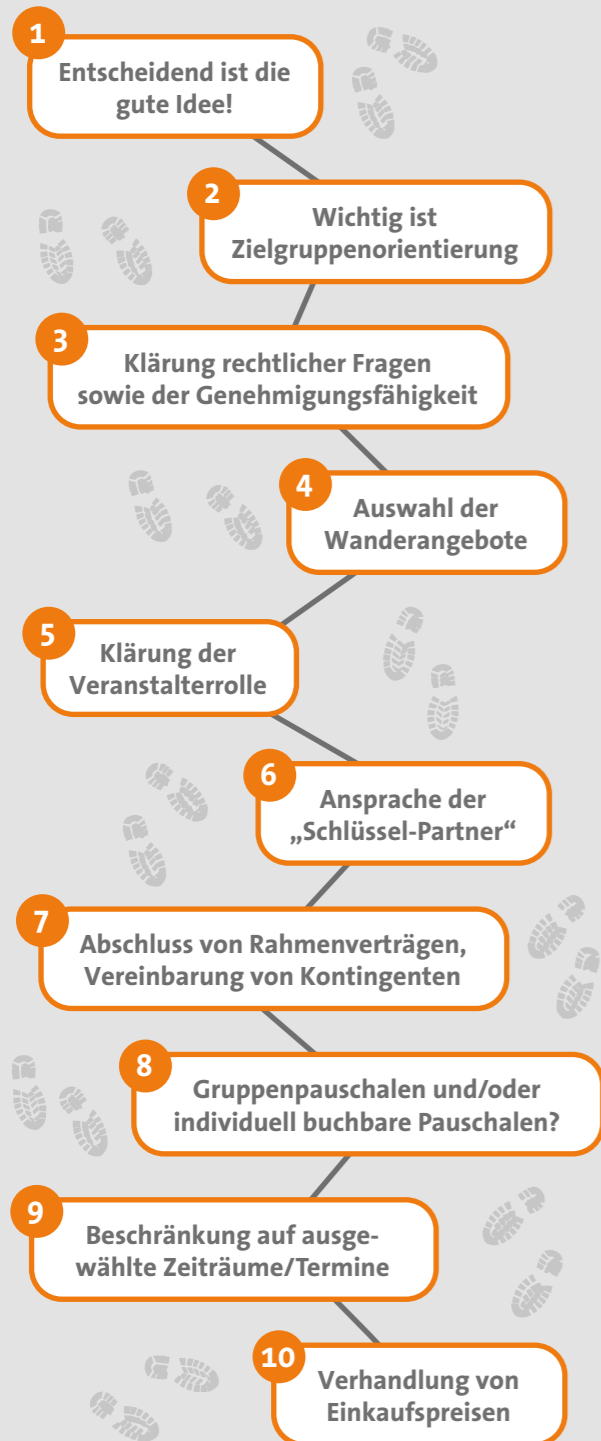 1
Entscheidend ist die
gute Idee!
2
Wichtig ist
Zielgruppenorientierung
3
Klärung rechtlicher Fragen
sowie der Genehmigungsfähigkeit
4
Auswahl der
Wanderangebote
5
Klärung der
Veranstalterrolle
6
Ansprache der
„Schlüssel-Partner“
7
Abschluss von Rahmenverträgen,
Vereinbarung von Kontingenten
8
Gruppenpauschalen und/oder
individuell buchbare Pauschalen?
9
Beschränkung auf ausge-
wählte Zeiträume/Termine
10
Verhandlung von
Einkaufspreisen